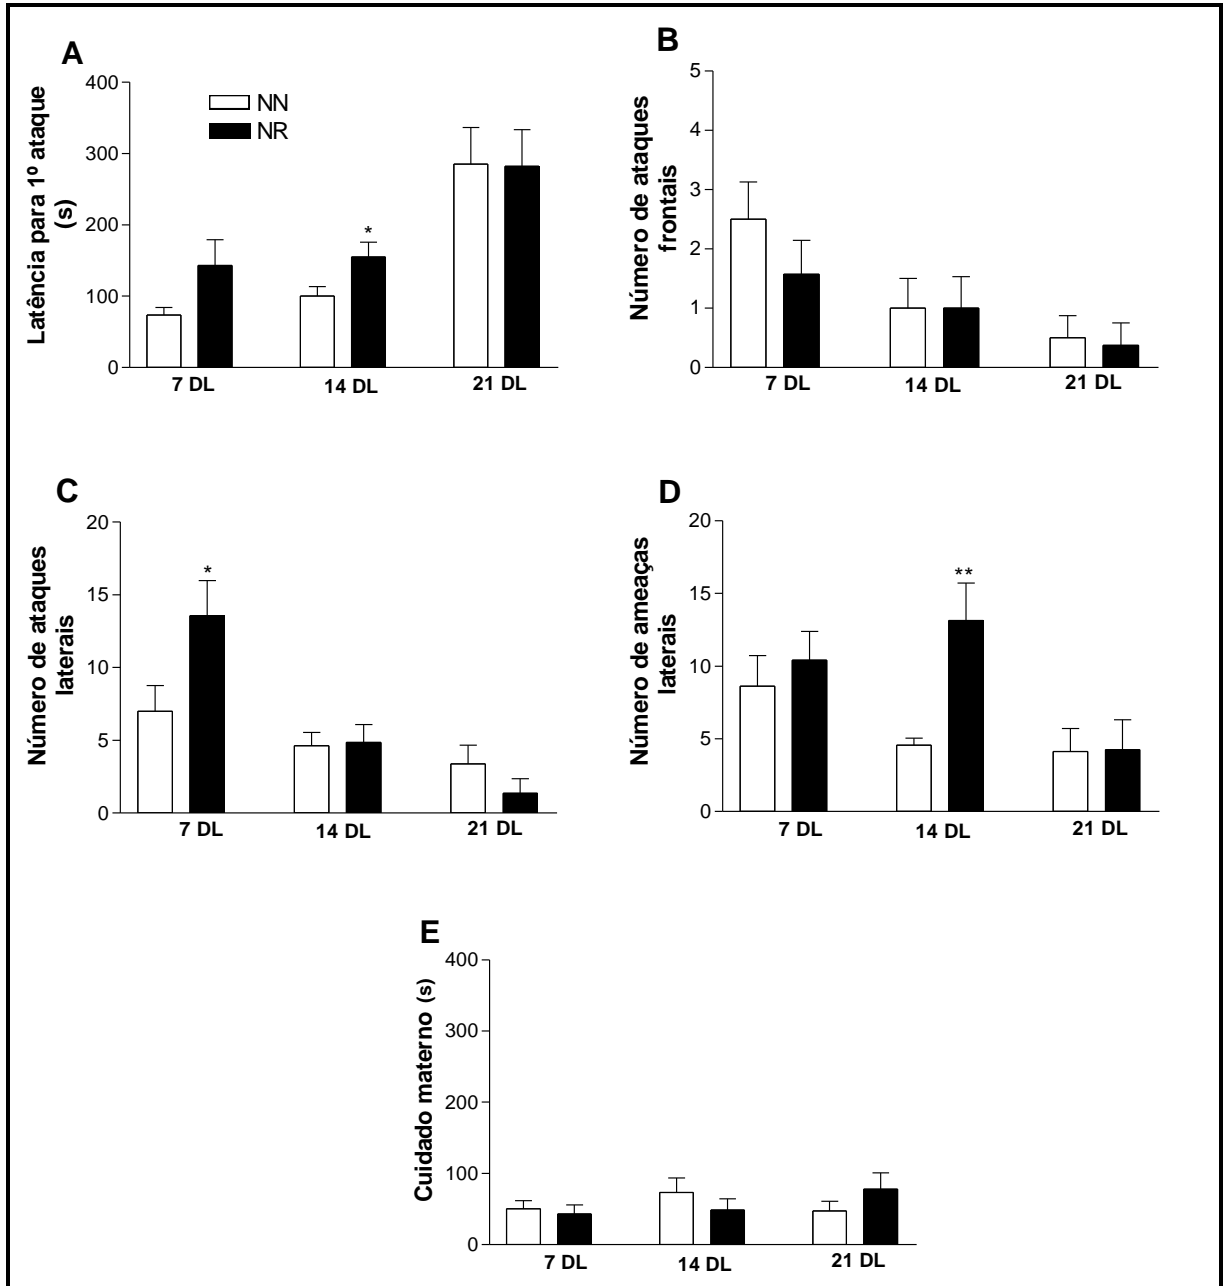 A
Latência para 1º ataque
(s)
400
300
200
100
0
NN
NR
*
7 DL
14 DL
21 DL
B
Número de ataques
frontais
5
4
3
2
1
0
7 DL
14 DL
21 DL
C
Número de ataques
laterais
20
15
10
5
0
*
7 DL
14 DL
21 DL
D
Número de ameaças
laterais
20
15
10
5
0
**
7 DL
14 DL
21 DL
E
Cuidado materno (s)
400
300
200
100
0
7 DL
14 DL
21 DL